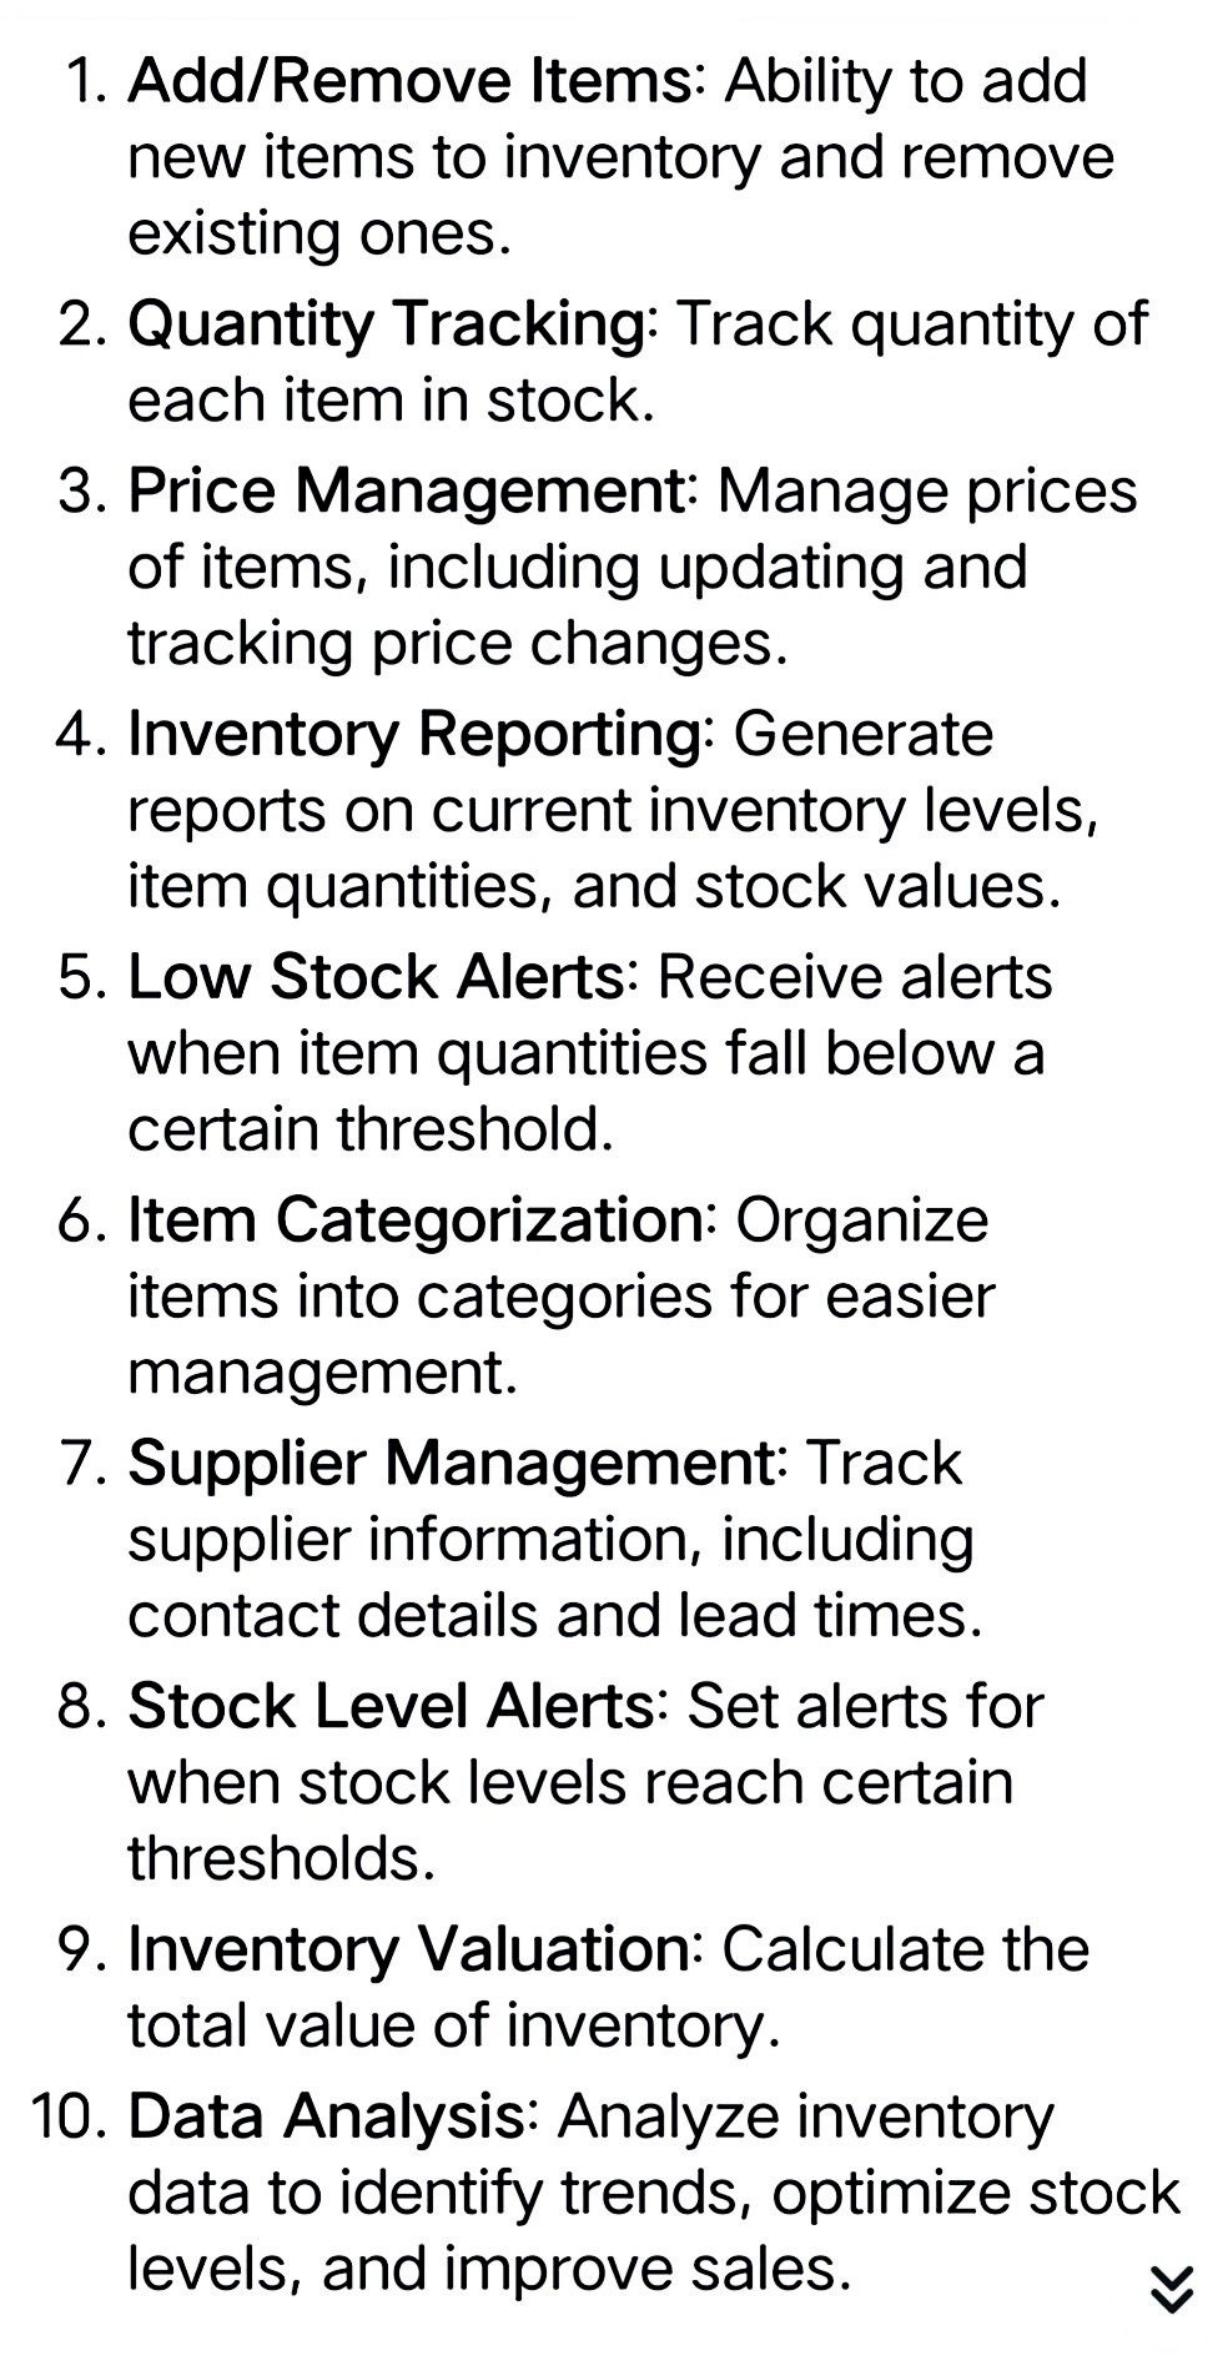 1. Add/Remove Items: Ability to add
new items to inventory and remove
existing ones.
2. Quantity Tracking: Track quantity of
each item in stock.
3. Price Management: Manage prices
of items, including updating and
tracking price changes.
4. Inventory Reporting: Generate
reports on current inventory levels,
item quantities, and stock values.
5. Low Stock Alerts: Receive alerts
when item quantities fall below a
certain threshold.
6. Item Categorization: Organize
items into categories for easier
management.
7. Supplier Management: Track
supplier information, including
contact details and lead times.
8. Stock Level Alerts: Set alerts for
when stock levels reach certain
thresholds.
9. Inventory Valuation: Calculate the
total value of inventory.
10. Data Analysis: Analyze inventory
data to identify trends, optimize stock
levels, and improve sales.